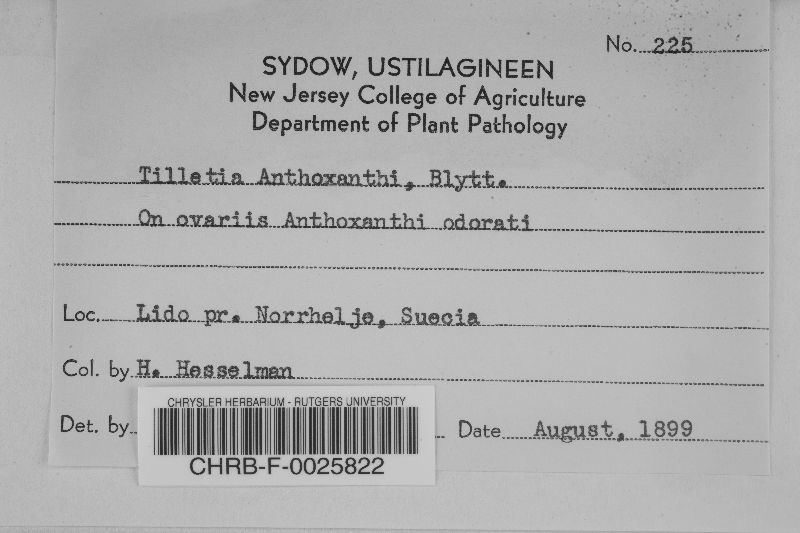 No. 225
SYDOW, USTILAGINEEN
New Jersey College of Agriculture
Department of Plant Pathology
Tilletia Anthoxanthi, Blytt.
On ovariis Anthoxanthi odorati
Loc. Lido pr. Norrhelje, Suecia
Col. by H. Hesselman
Det. by
Date August, 1899
CHRYSLER HERBARIUM - RUTGERS UNIVERSITY
CHRB-F-0025822